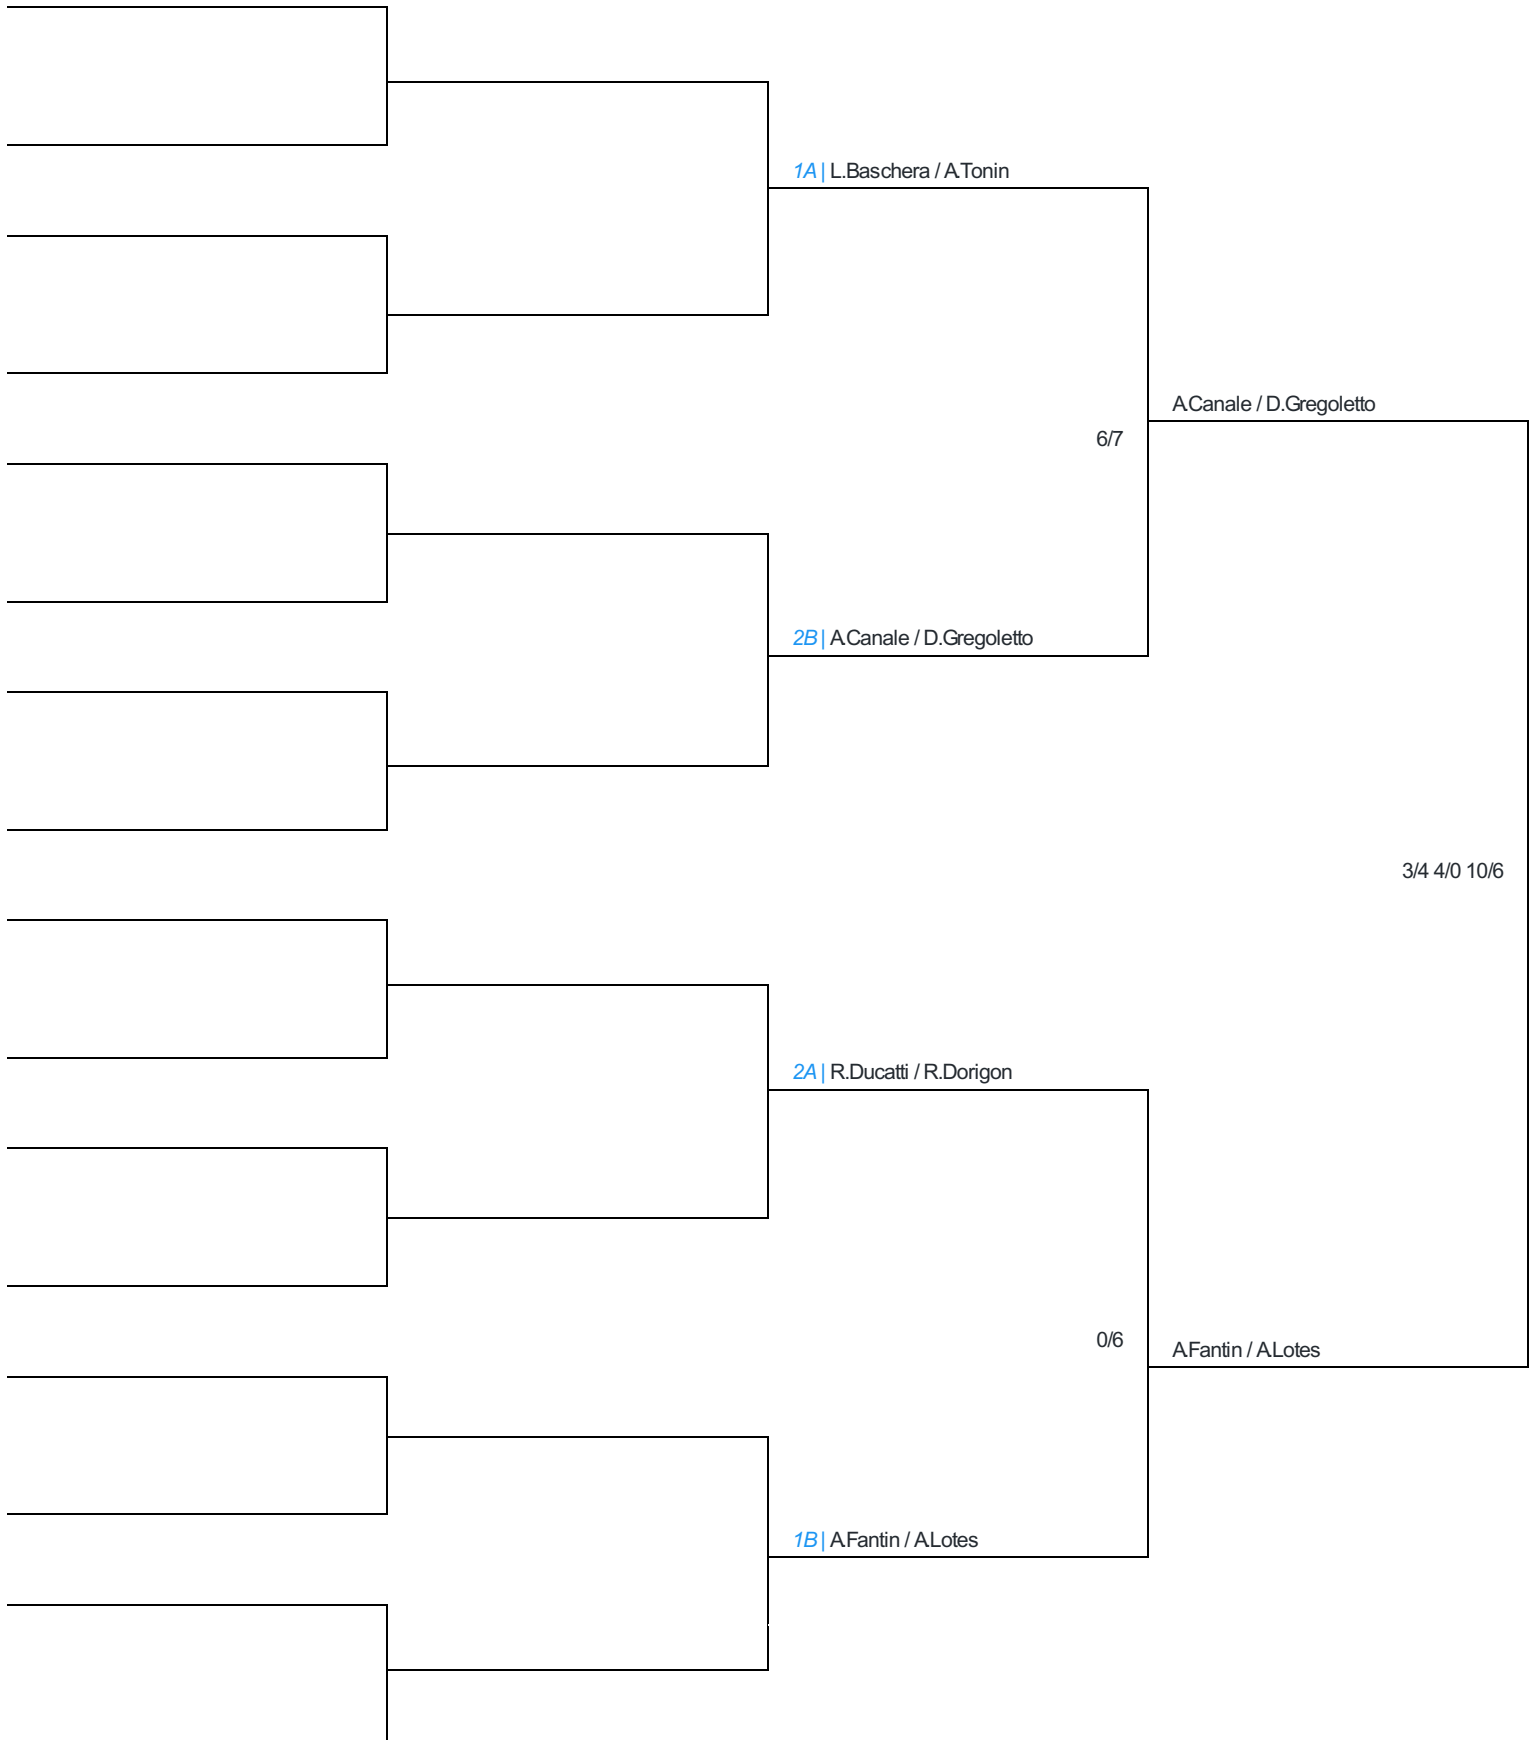 1A | L.Baschera / A.Tonin
A.Canale / D.Gregoletto
6/7
2B | A.Canale / D.Gregoletto
3/4 4/0 10/6
2A | R.Ducatti / R.Dorigon
0/6
A.Fantin / A.Lotes
1B | A.Fantin / A.Lotes